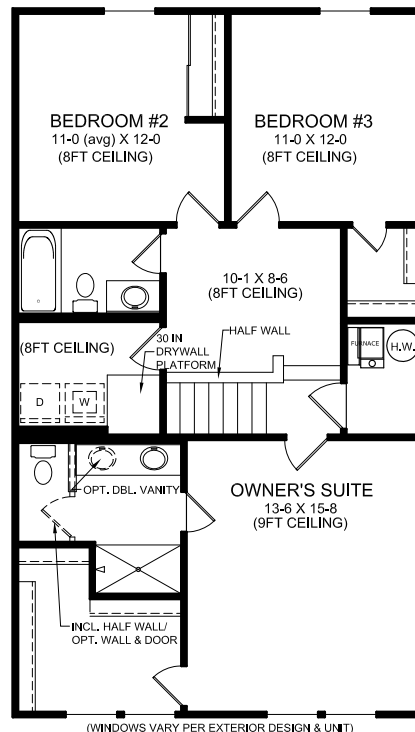 BEDROOM #2
11-0 (avg) X 12-0
(8FT CEILING)
BEDROOM #3
11-0 X 12-0
(8FT CEILING)
10-1 X 8-6
(8FT CEILING)
HALF WALL
(8FT CEILING)
30 IN
DRYWALL
PLATFORM
FURNACE
H.W.
D
W
OPT. DBL. VANITY
OWNER'S SUITE
13-6 X 15-8
(9FT CEILING)
INCL. HALF WALL/
OPT. WALL & DOOR
(WINDOWS VARY PER EXTERIOR DESIGN & UNIT)